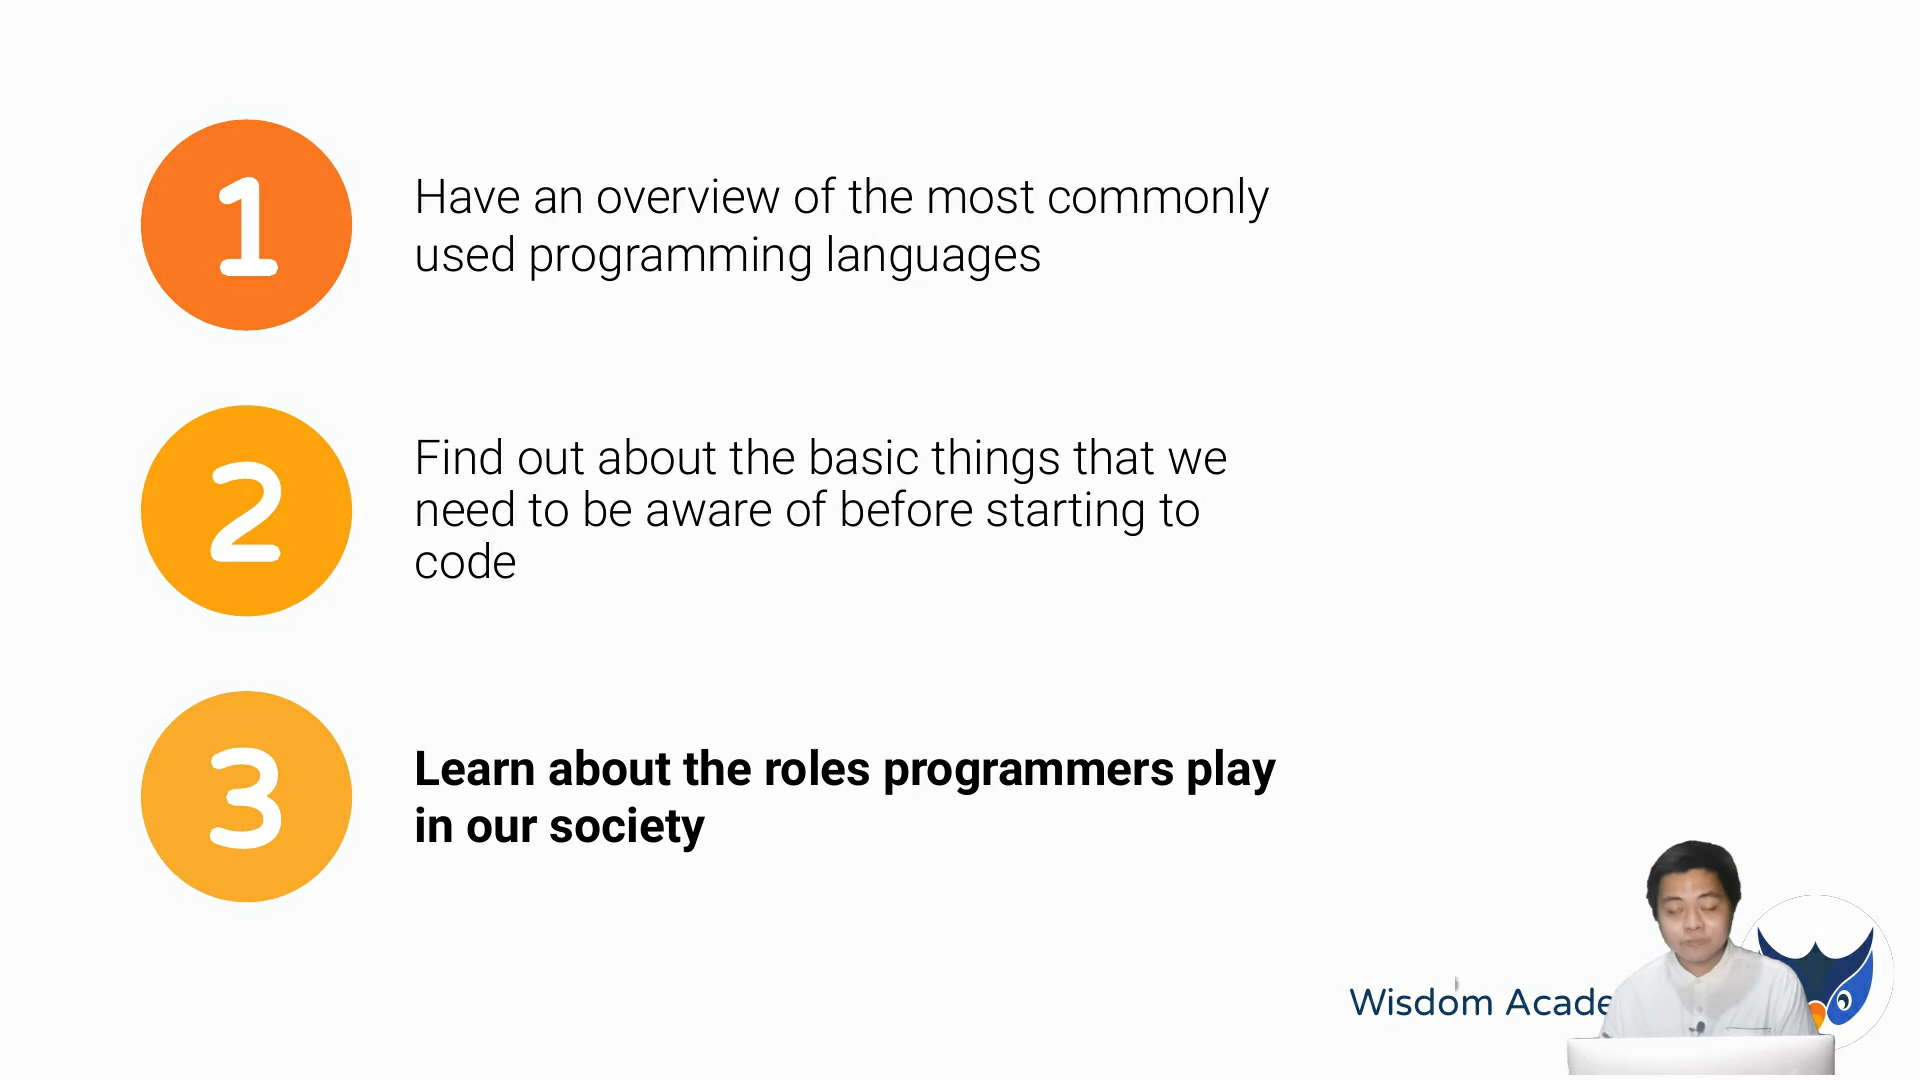 1
Have an overview of the most commonly
used programming languages
2
Find out about the basic things that we
need to be aware of before starting to
code
3
Learn about the roles programmers play
in our society
Wisdom